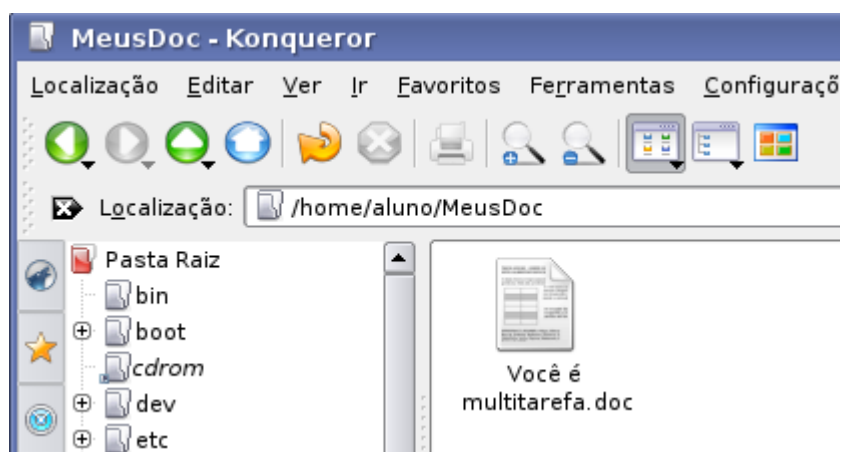 MeusDoc - Konqueror
Localização Editar Ver Ir Favoritos Ferramentas Configuraçõ
Localização: /home/aluno/MeusDoc
Pasta Raiz
bin
boot
cdrom
dev
etc
Você é
multitarefa.doc